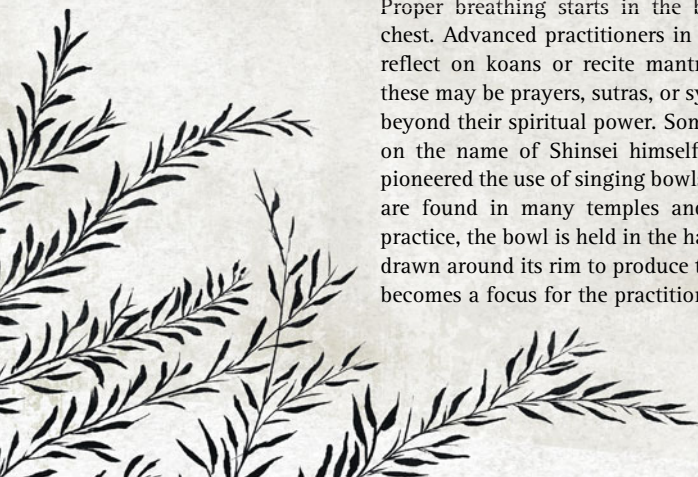 Proper breathing starts in the
chest. Advanced practitioners in
reflect on koans or recite
these may be prayers, sutras, or
beyond their spiritual power.
on the name of Shinsei himself
pioneered the use of singing
are found in many temples
practice, the bowl is held in the
drawn around its rim to produce
becomes a focus for the